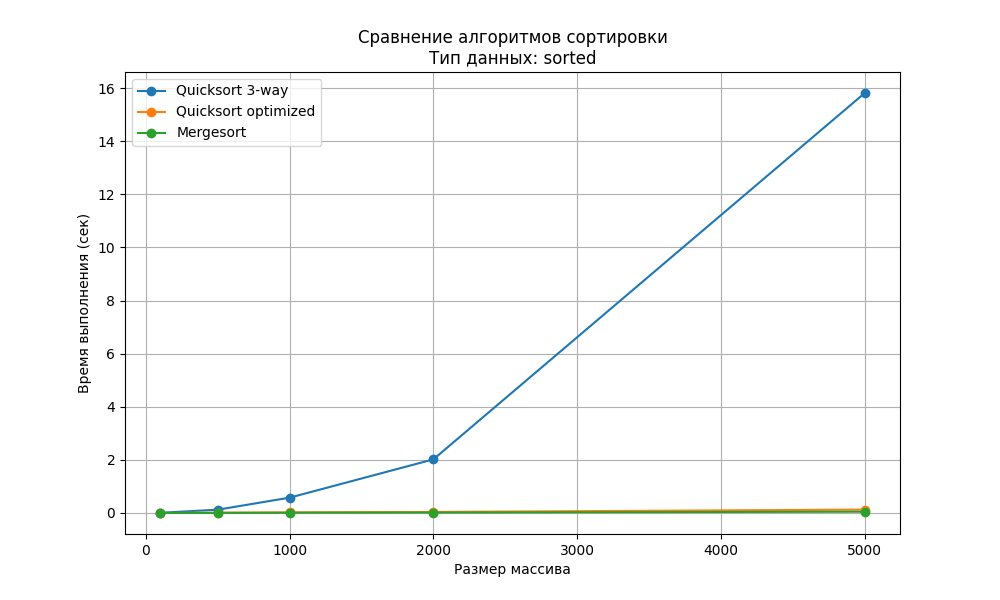 Сравнение алгоритмов сортировки
Тип данных: sorted
Quicksort 3-way
Quicksort optimized
Mergesort
Время выполнения (сек)
16
14
12
10
8
6
4
2
0
0 1000 2000 3000 4000 5000
Размер массива